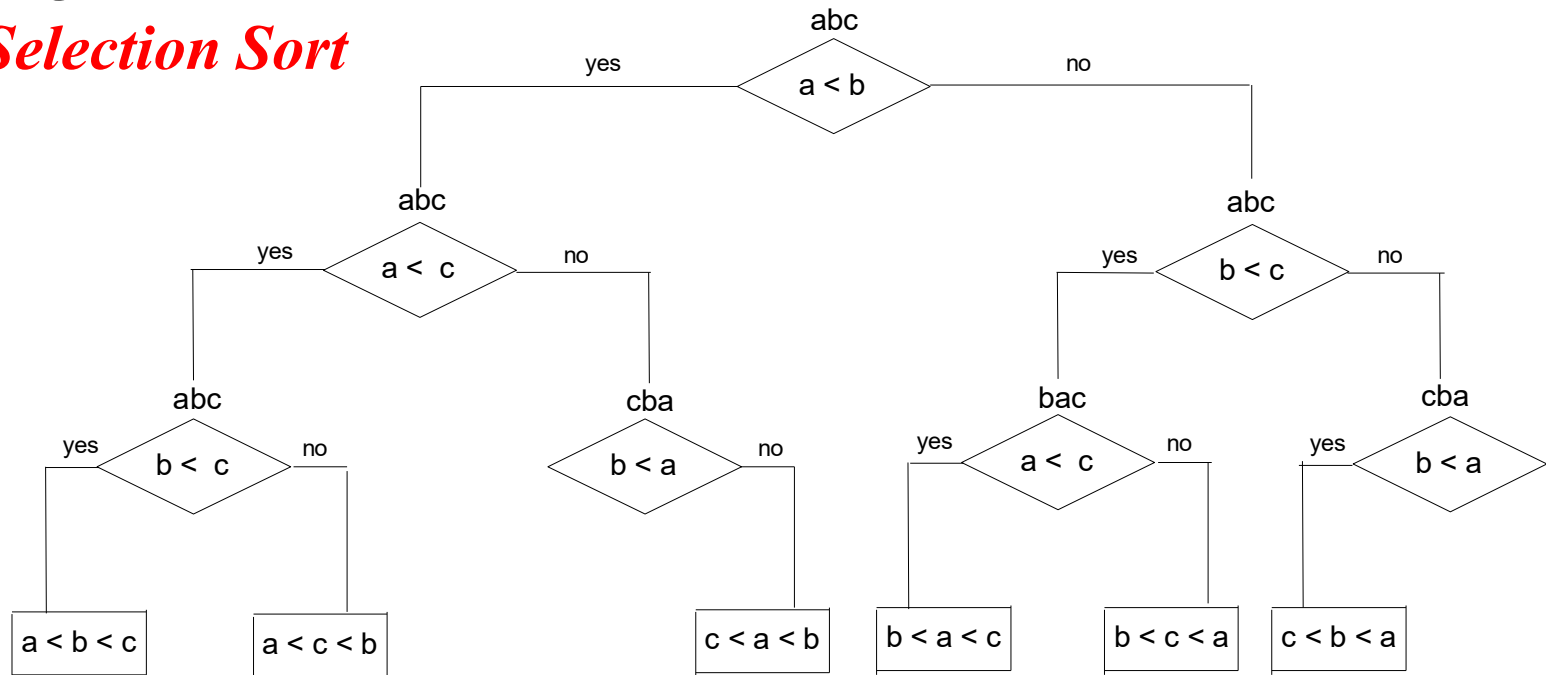 abc
Selection Sort
yes
a < b
no
abc
abc
yes
a < c
no
yes
b < c
no
abc
cba
bac
cba
yes
b < c
no
b < a
no
yes
a < c
no
yes
b < a
a < b < c
a < c < b
c < a < b
b < a < c
b < c < a
c < b < a